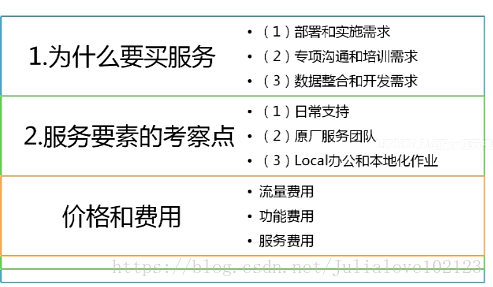 1.为什么要买服务
• （1）部署和实施需求
• （2）专项沟通和培训需求
• （3）数据整合和开发需求
2.服务要素的考察点
• （1）日常支持
• （2）原厂服务团队
• （3）Local办公和本地化作业
价格和费用
• 流量费用
• 功能费用
• 服务费用
https://blog.csdn.net/Julialove102123